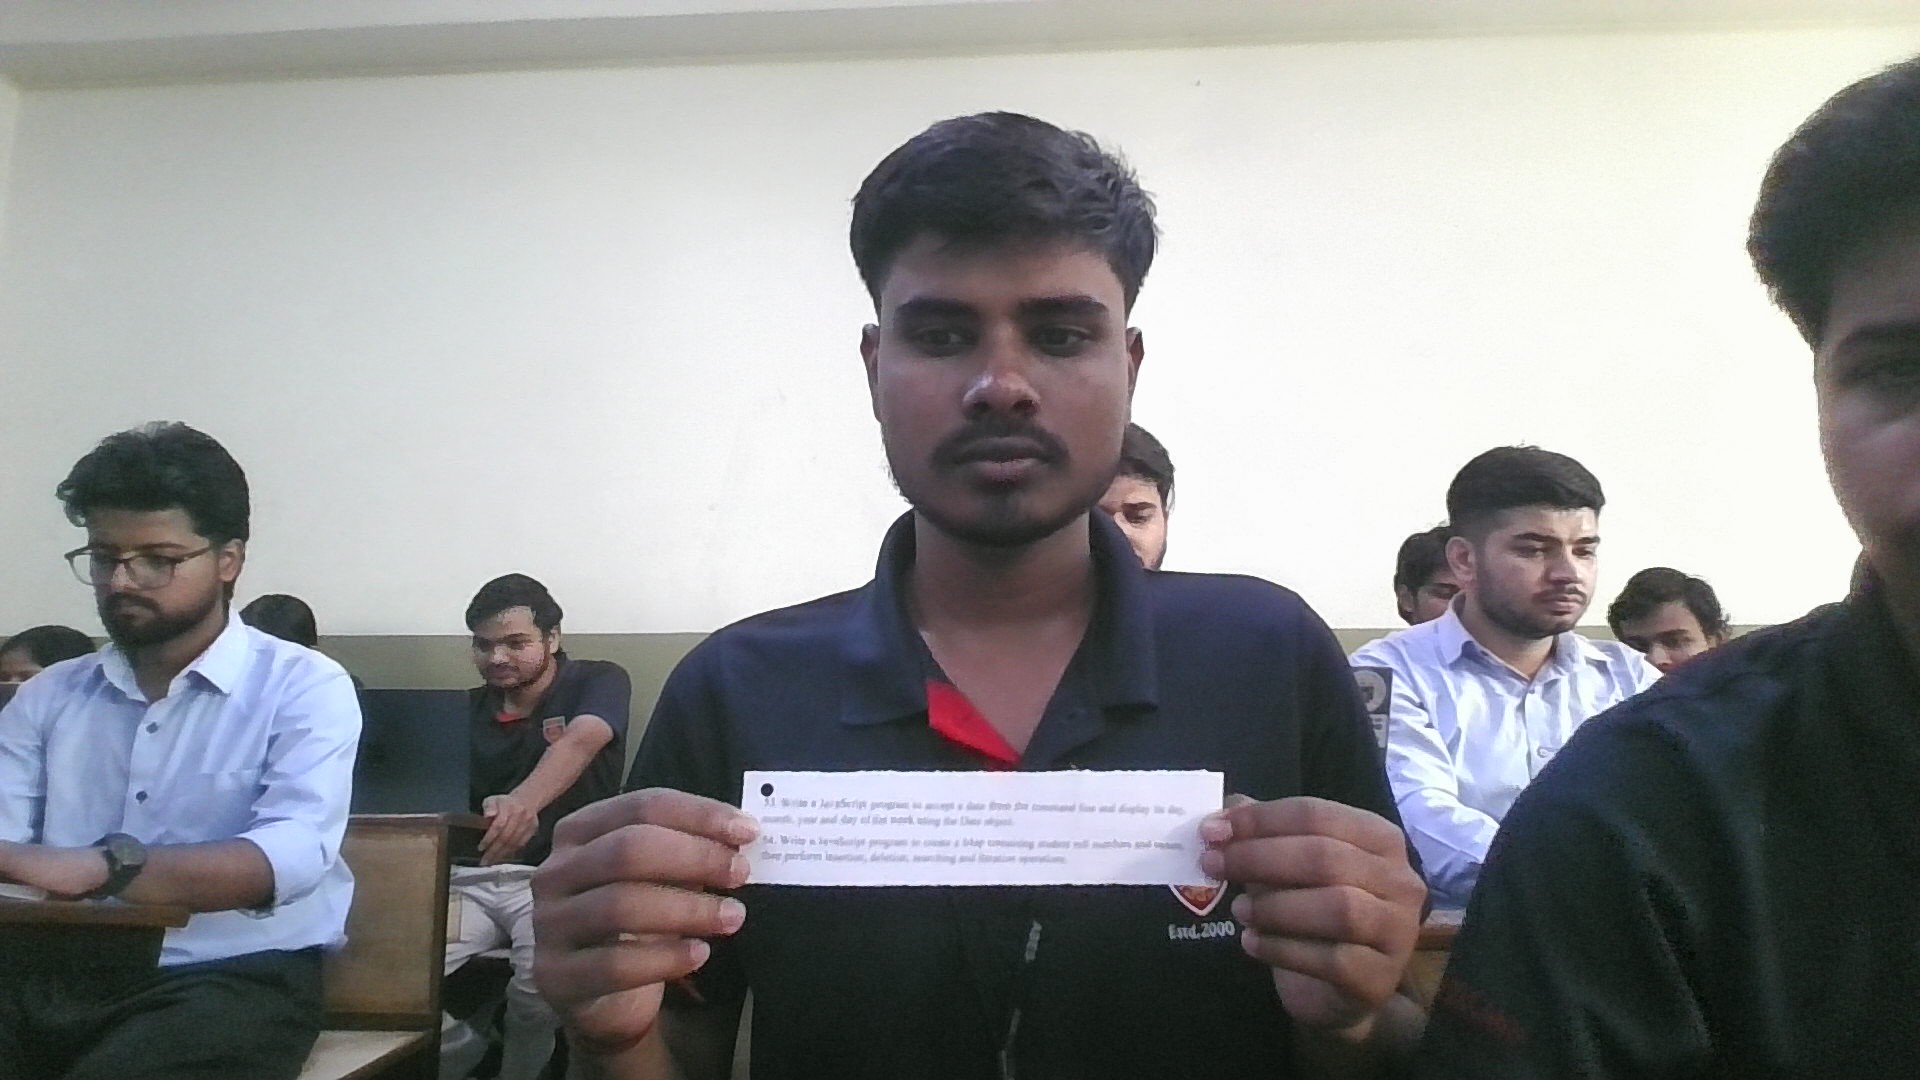 53. Write a JavaScript program to accept a date from the command line and display its day,
month, year and day of the week using the Date object.
54. Write a JavaScript program to create a Map containing student roll numbers and names,
then perform insertion, deletion, searching and iteration operations.
Estd.2000